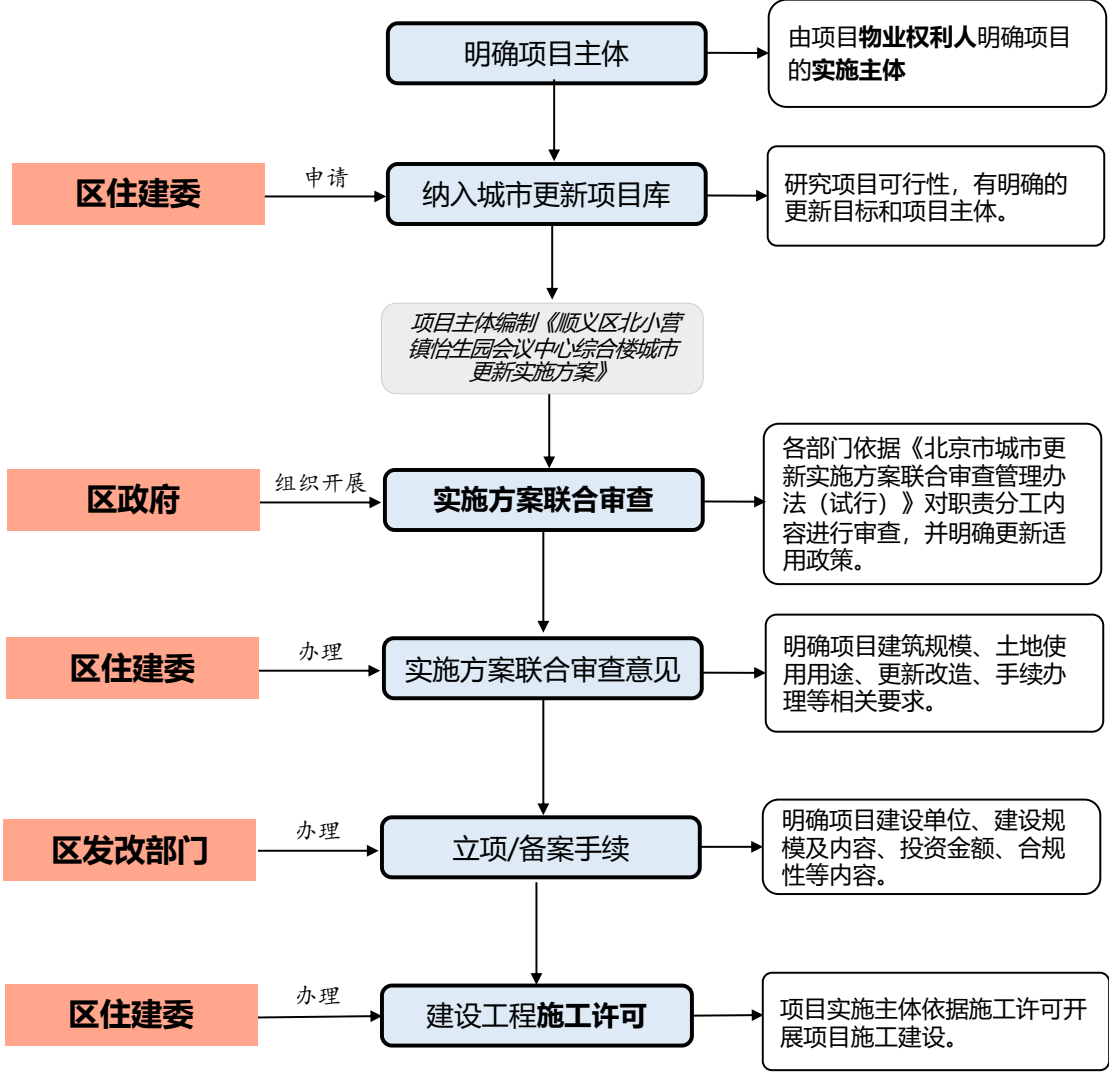 明确项目主体
由项目物业权利人明确项目
的实施主体
区住建委
申请
纳入城市更新项目库
研究项目可行性，有明确的
更新目标和项目主体。
项目主体编制《顺义区北小营
镇怡生园会议中心综合楼城市
更新实施方案》
区政府
组织开展
实施方案联合审查
各部门依据《北京市城市更
新实施方案联合审查管理办
法（试行）》对职责分工内
容进行审查，并明确更新适
用政策。
区住建委
办理
实施方案联合审查意见
明确项目建筑规模、土地使
用用途、更新改造、手续办
理等相关要求。
区发改部门
办理
立项/备案手续
明确项目建设单位、建设规
模及内容、投资金额、合规
性等内容。
区住建委
办理
建设工程施工许可
项目实施主体依据施工许可开
展项目施工建设。